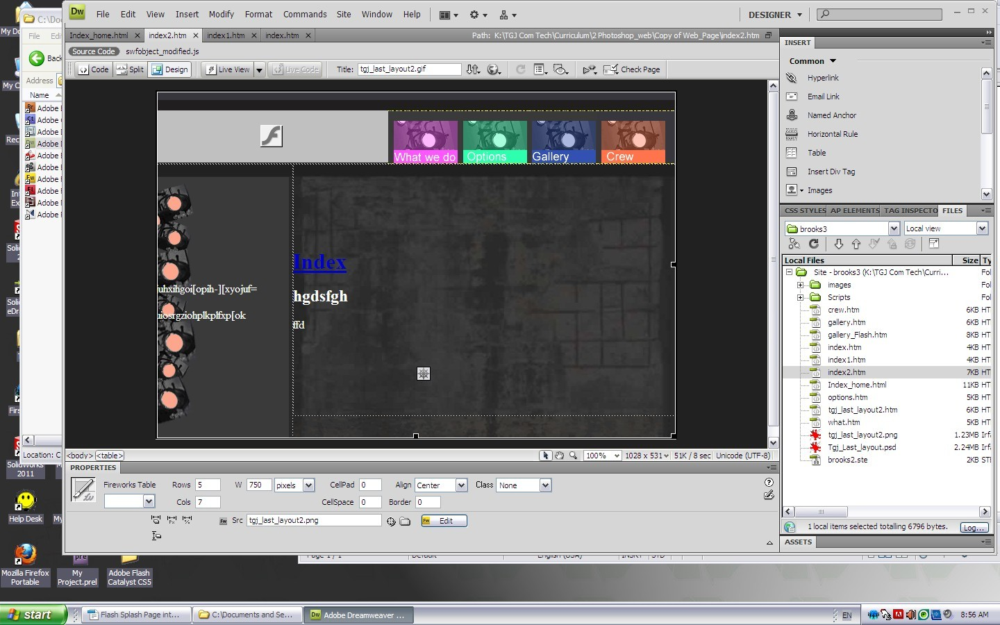 Dw File Edit View Insert Modify Format Commands Site Window Help DESIGNER
Index_home.html index2.htm index1.htm index.htm Path: K:\TGJ Com Tech\Curriculum\2 Photoshop_web\Copy of Web_Page\index2.htm
Source Code swfobject_modified.js
Code Split Design Live View Live Code Title: tgj_last_layout2.gif Check Page
My Do
C:\Doc
File Edi
Back
Address
Name
Adobe
Adobe
Adobe
Adobe
Adobe
Adobe
Adobe
Adobe
Adobe
Adobe
Location: C
What we do Options Gallery Crew
Index
hgdsfgh
ffd
uhxihgoi[opih-][xyojuf=
uiosrgziohplkplfxp[ok
<body> <table> 100% 1028 x 531 51K / 8 sec Unicode (UTF-8)
PROPERTIES
Fireworks Table Rows 5 W 750 pixels CellPad 0 Align Center Class None
Cols 7 CellSpace 0 Border 0
Src tgj_last_layout2.png Edit
INSERT
Common
Hyperlink
Email Link
Named Anchor
Horizontal Rule
Table
Insert Div Tag
Images
CSS STYLES AP ELEMENTS TAG INSPECTO FILES
brooks3 Local view
Local Files Size Ty
Site - brooks3 (K:\TGJ Com Tech\Curri... Fol
images Fol
Scripts Fol
crew.htm 6KB HT
gallery.htm 6KB HT
gallery_Flash.htm 8KB HT
index.htm 4KB HT
index1.htm 4KB HT
index2.htm 7KB HT
Index_home.html 11KB HT
options.htm 5KB HT
tgj_last_layout2.htm 6KB HT
what.htm 5KB HT
tgj_last_layout2.png 1.23MB Irfa
Tgj_Last_layout.psd 2.24MB Irfa
brooks2.ste 2KB STI
1 local items selected totalling 6796 bytes. Log...
ASSETS
SolidWorks 2011
Help Desk My
Page 1 / 1 Default English (USA) INSRT STD
Mozilla Firefox Portable
My Project.prel
Adobe Flash Catalyst CS5
start Flash Splash Page int... C:\Documents and Se... Adobe Dreamweaver ... EN 8:56 AM